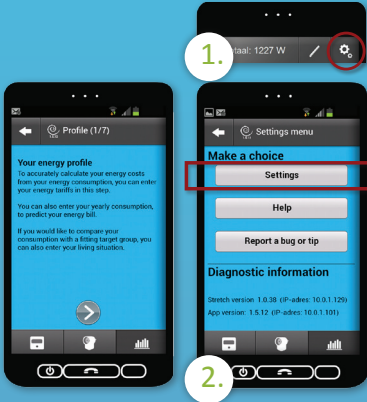 1.
taal: 1227 W
Profile (1/7)
Your energy profile
To accurately calculate your energy costs
from your energy consumption, you can enter
your energy tariffs in this step.
You can also enter your yearly consumption,
to predict your energy bill.
If you would like to compare your
consumption with a fitting target group, you
can also enter your living situation.
Settings menu
Make a choice
Settings
Help
Report a bug or tip
Diagnostic information
Stretch version 1.0.38 (IP-adres: 10.0.1.129)
App version: 1.5.12 (IP-adres: 10.0.1.101)
2.